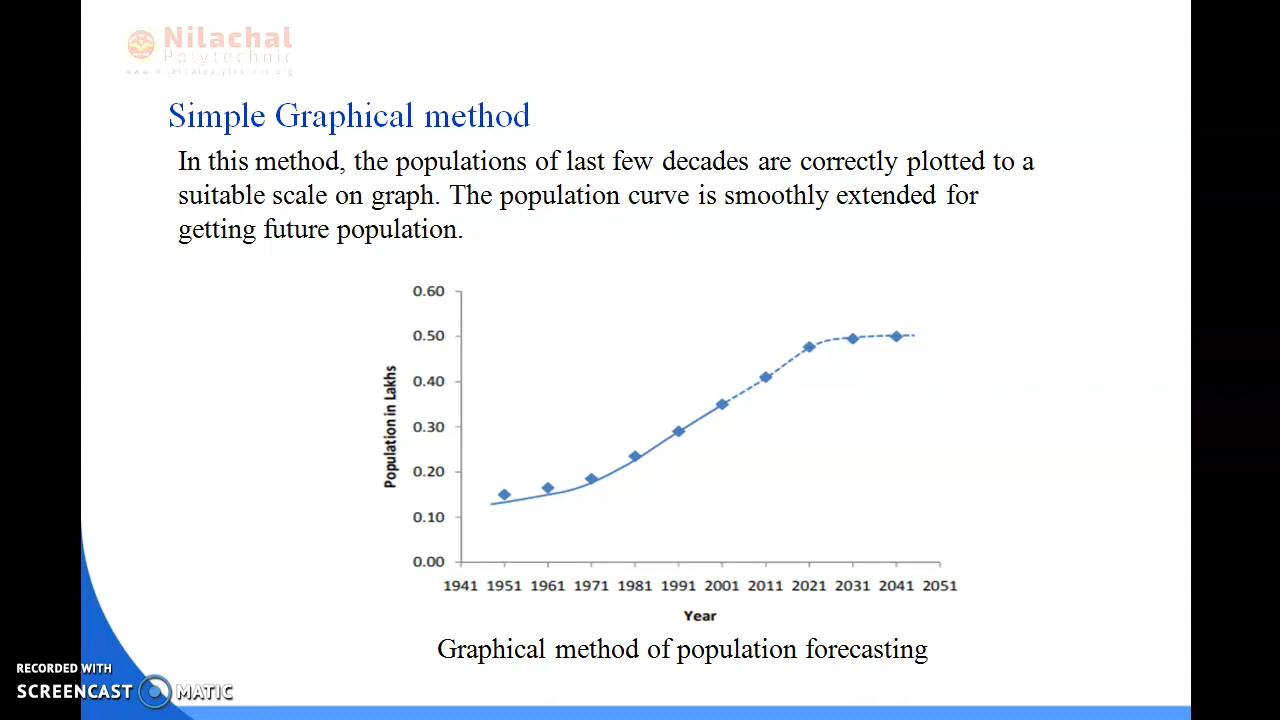 Nilachal
Polytechnic
www.nilachalpolytechnic.org
Simple Graphical method
In this method, the populations of last few decades are correctly plotted to a
suitable scale on graph. The population curve is smoothly extended for
getting future population.
0.60
0.50
0.40
0.30
0.20
0.10
0.00
Population in Lakhs
1941 1951 1961 1971 1981 1991 2001 2011 2021 2031 2041 2051
Year
Graphical method of population forecasting
RECORDED WITH
SCREENCAST MATIC